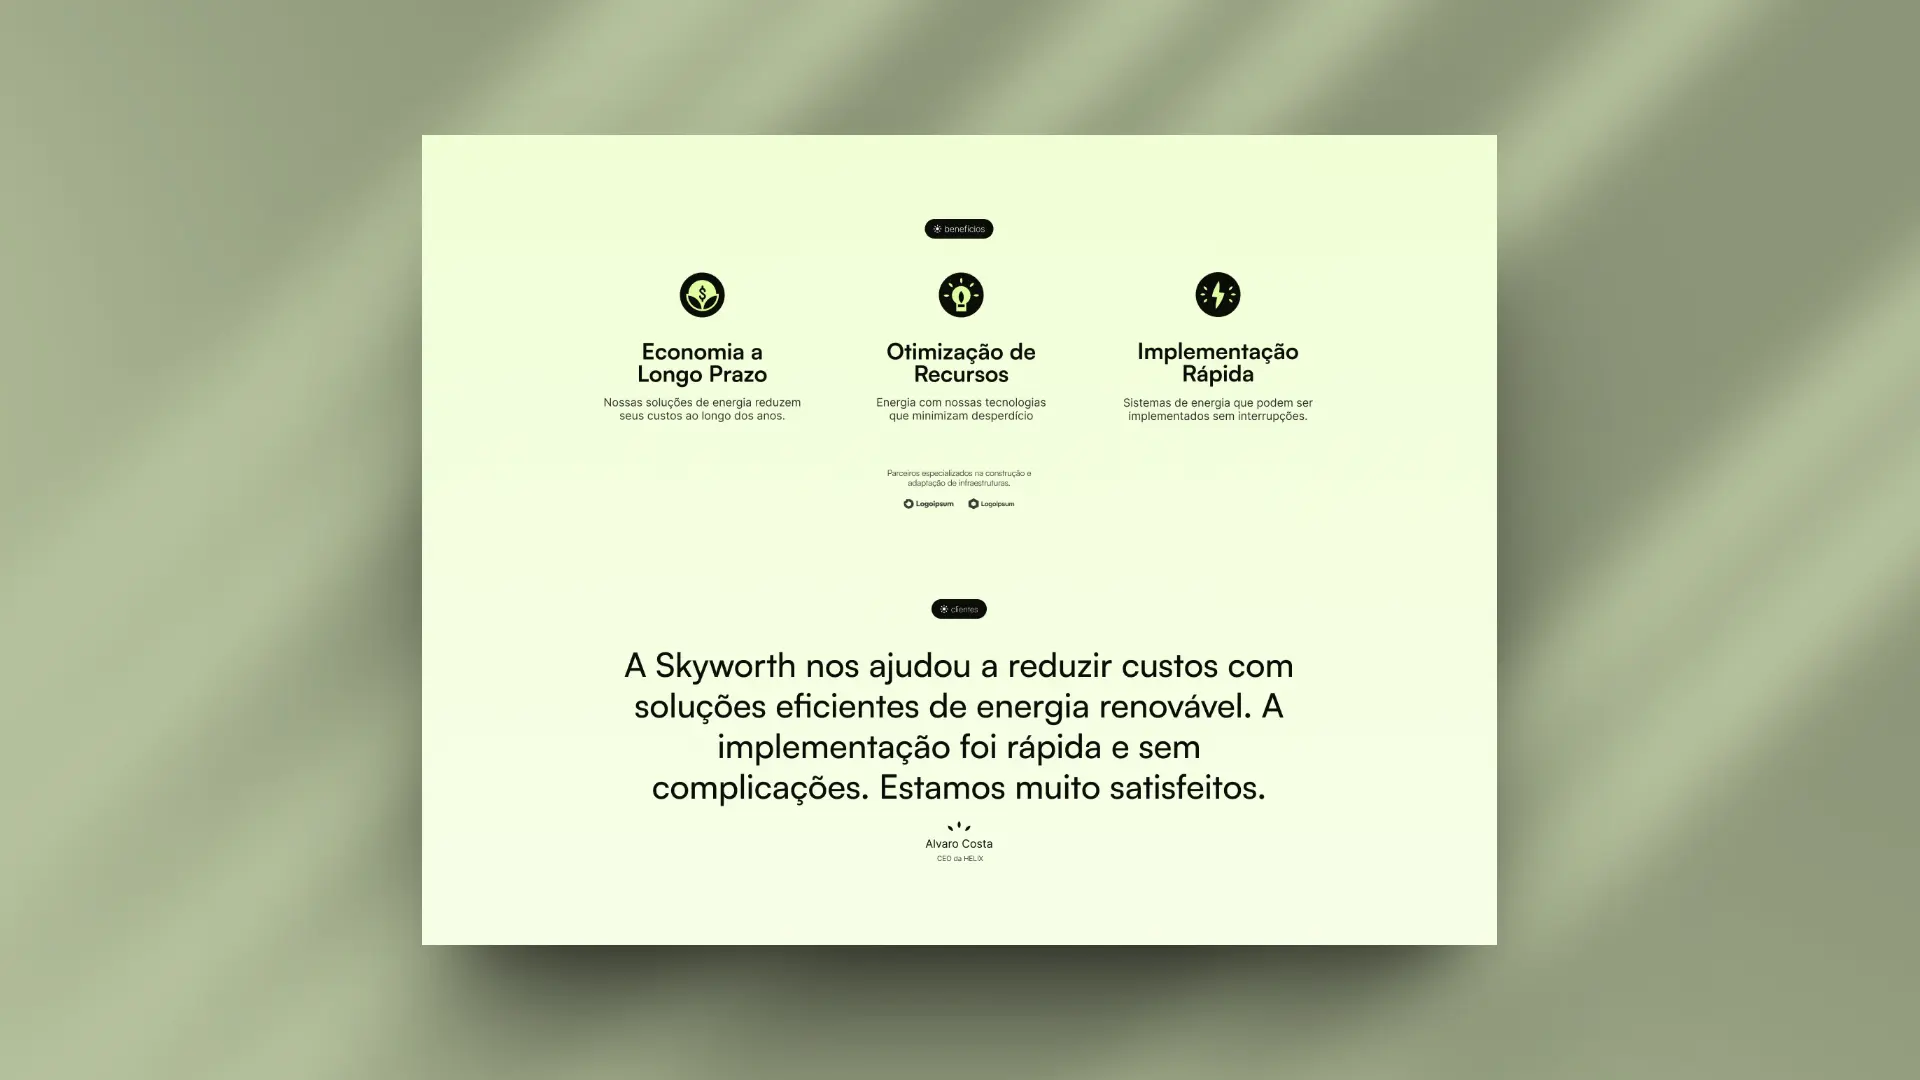 benefícios
Economia a
Longo Prazo
Nossas soluções de energia reduzem
seus custos ao longo dos anos.
Otimização de
Recursos
Energia com nossas tecnologias
que minimizam desperdício
Implementação
Rápida
Sistemas de energia que podem ser
implementados sem interrupções.
Parceiros especializados na construção e
adaptação de infraestruturas.
Logoipsum Logoipsum
clientes
A Skyworth nos ajudou a reduzir custos com
soluções eficientes de energia renovável. A
implementação foi rápida e sem
complicações. Estamos muito satisfeitos.
Alvaro Costa
CEO da HELIX